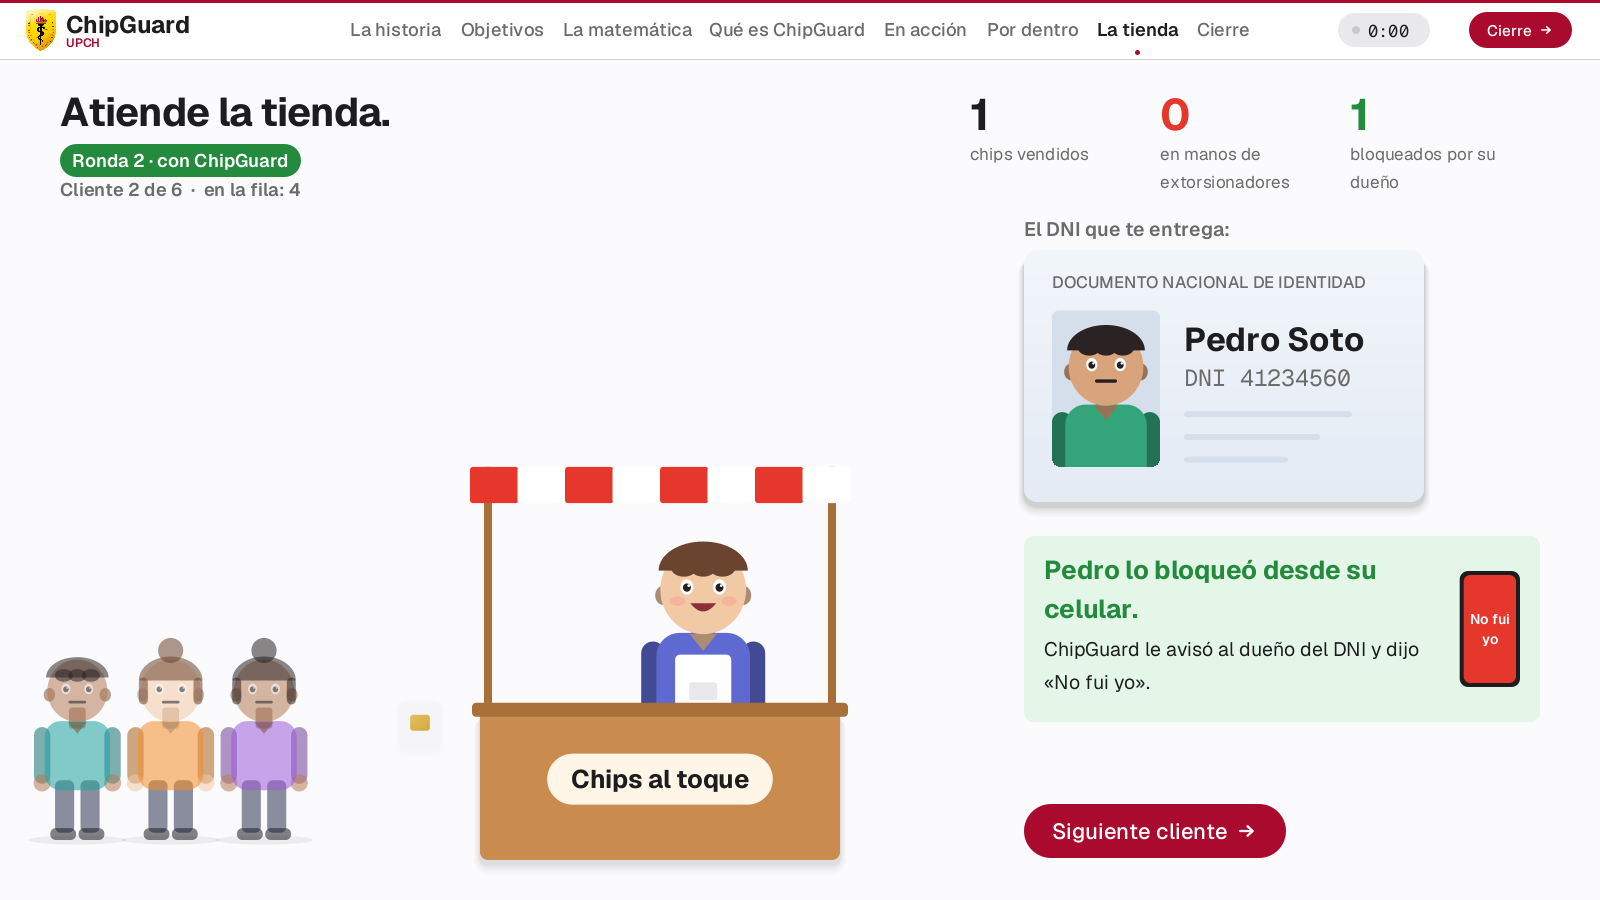 ChipGuard
UPCH
La historia
Objetivos
La matemática
Qué es ChipGuard
En acción
Por dentro
La tienda
Cierre
0:00
Cierre →
Atiende la tienda.
Ronda 2 · con ChipGuard
Cliente 2 de 6 · en la fila: 4
1
chips vendidos
0
en manos de
extorsionadores
1
bloqueados por su
dueño
El DNI que te entrega:
DOCUMENTO NACIONAL DE IDENTIDAD
Pedro Soto
DNI 41234560
Pedro lo bloqueó desde su
celular.
ChipGuard le avisó al dueño del DNI y dijo
«No fui yo».
No fui
yo
Chips al toque
Siguiente cliente →